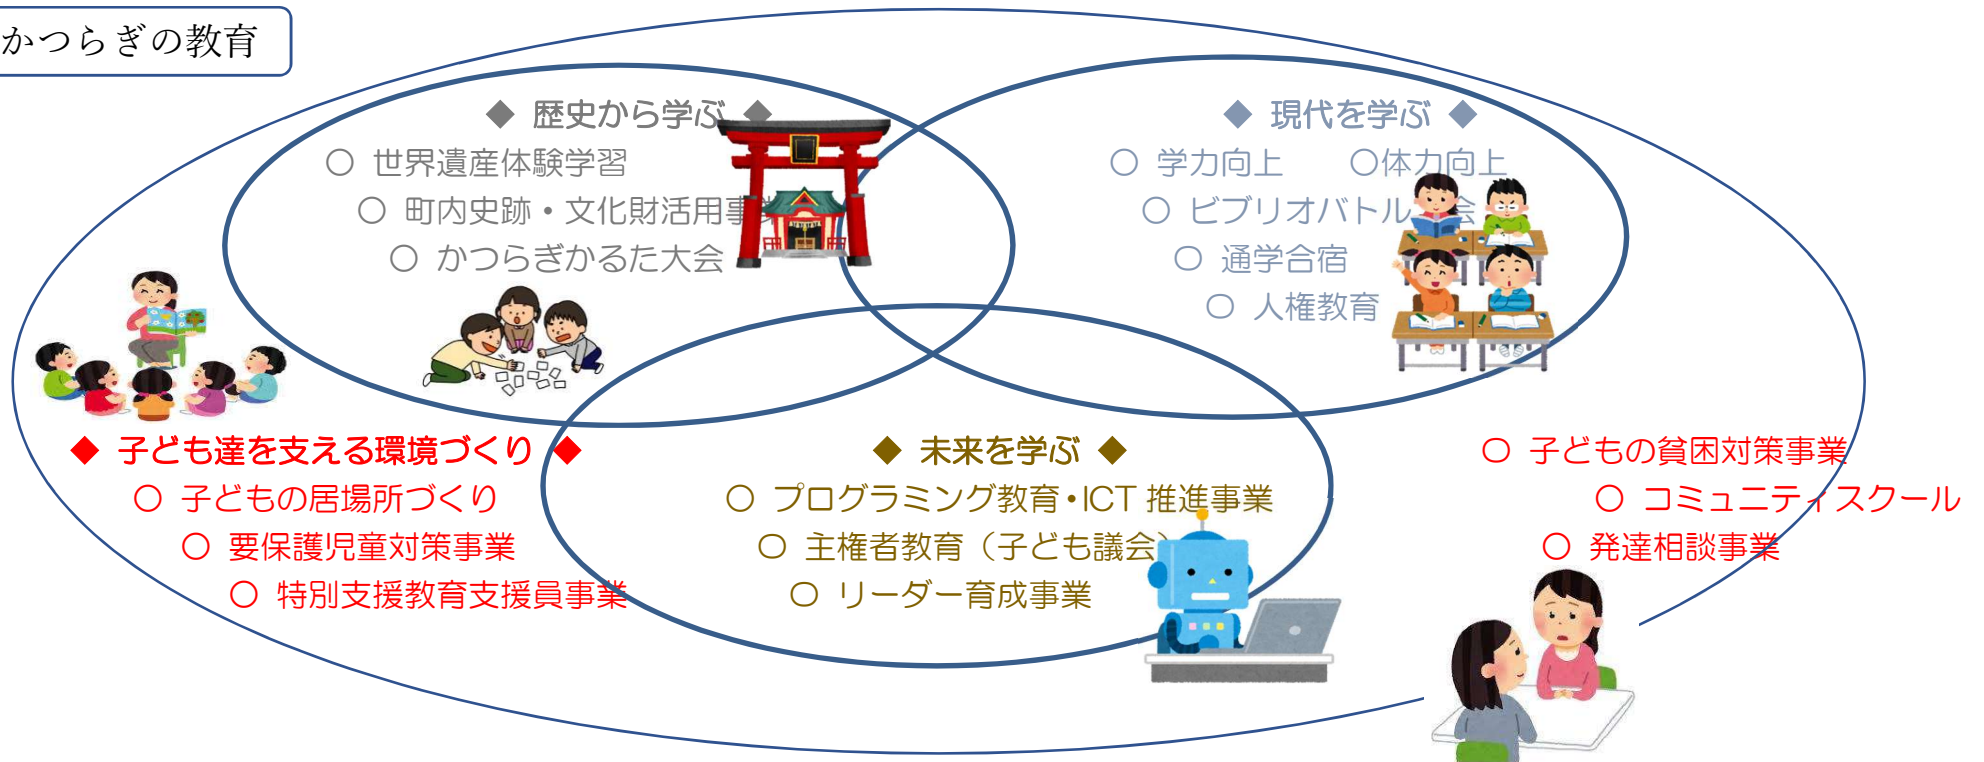 かつらぎの教育
◆ 歴史から学ぶ ◆
〇 世界遺産体験学習
〇 町内史跡・文化財活用事
〇 かつらぎかるた大会
◆ 現代を学ぶ ◆
〇 学力向上 〇体力向上
〇 ビブリオバトル 会
〇 通学合宿
〇 人権教育
◆ 子ども達を支える環境づくり ◆
〇 子どもの居場所づくり
〇 要保護児童対策事業
〇 特別支援教育支援員事業
◆ 未来を学ぶ ◆
〇 プログラミング教育・ICT 推進事業
〇 主権者教育（子ども議会）
〇 リーダー育成事業
〇 子どもの貧困対策事業
〇 コミュニティスクール
〇 発達相談事業